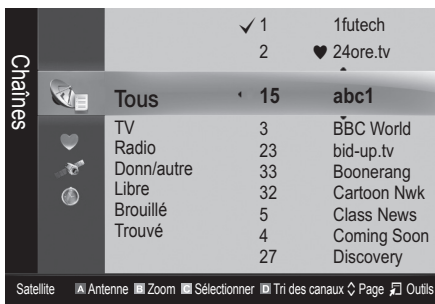 Chaînes
1 1futech
2 ♥ 24ore.tv
Tous 15 abc1
TV 3 BBC World
Radio 23 bid-up.tv
Donn/autre 33 Boonerang
Libre 32 Cartoon Nwk
Brouillé 5 Class News
Trouvé 4 Coming Soon
27 Discovery
Satellite A Antenne B Zoom C Sélectionner D Tri des canaux Page Outils